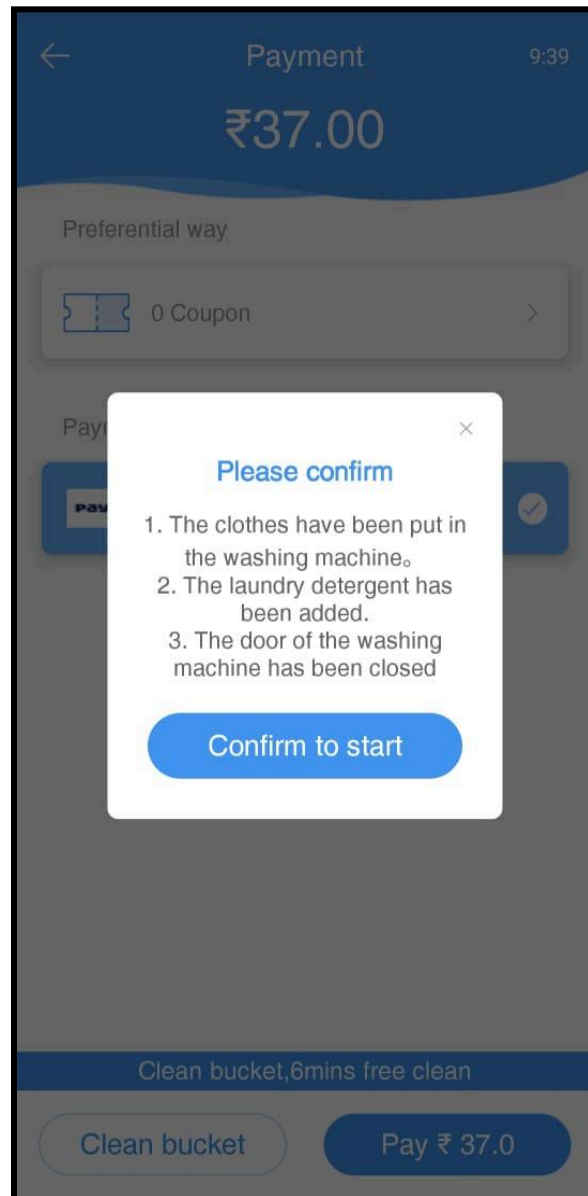 Payment 9:39
₹37.00
Preferential way
0 Coupon
Please confirm
1. The clothes have been put in
the washing machine。
2. The laundry detergent has
been added.
3. The door of the washing
machine has been closed
Confirm to start
Clean bucket,6mins free clean
Clean bucket
Pay ₹ 37.0